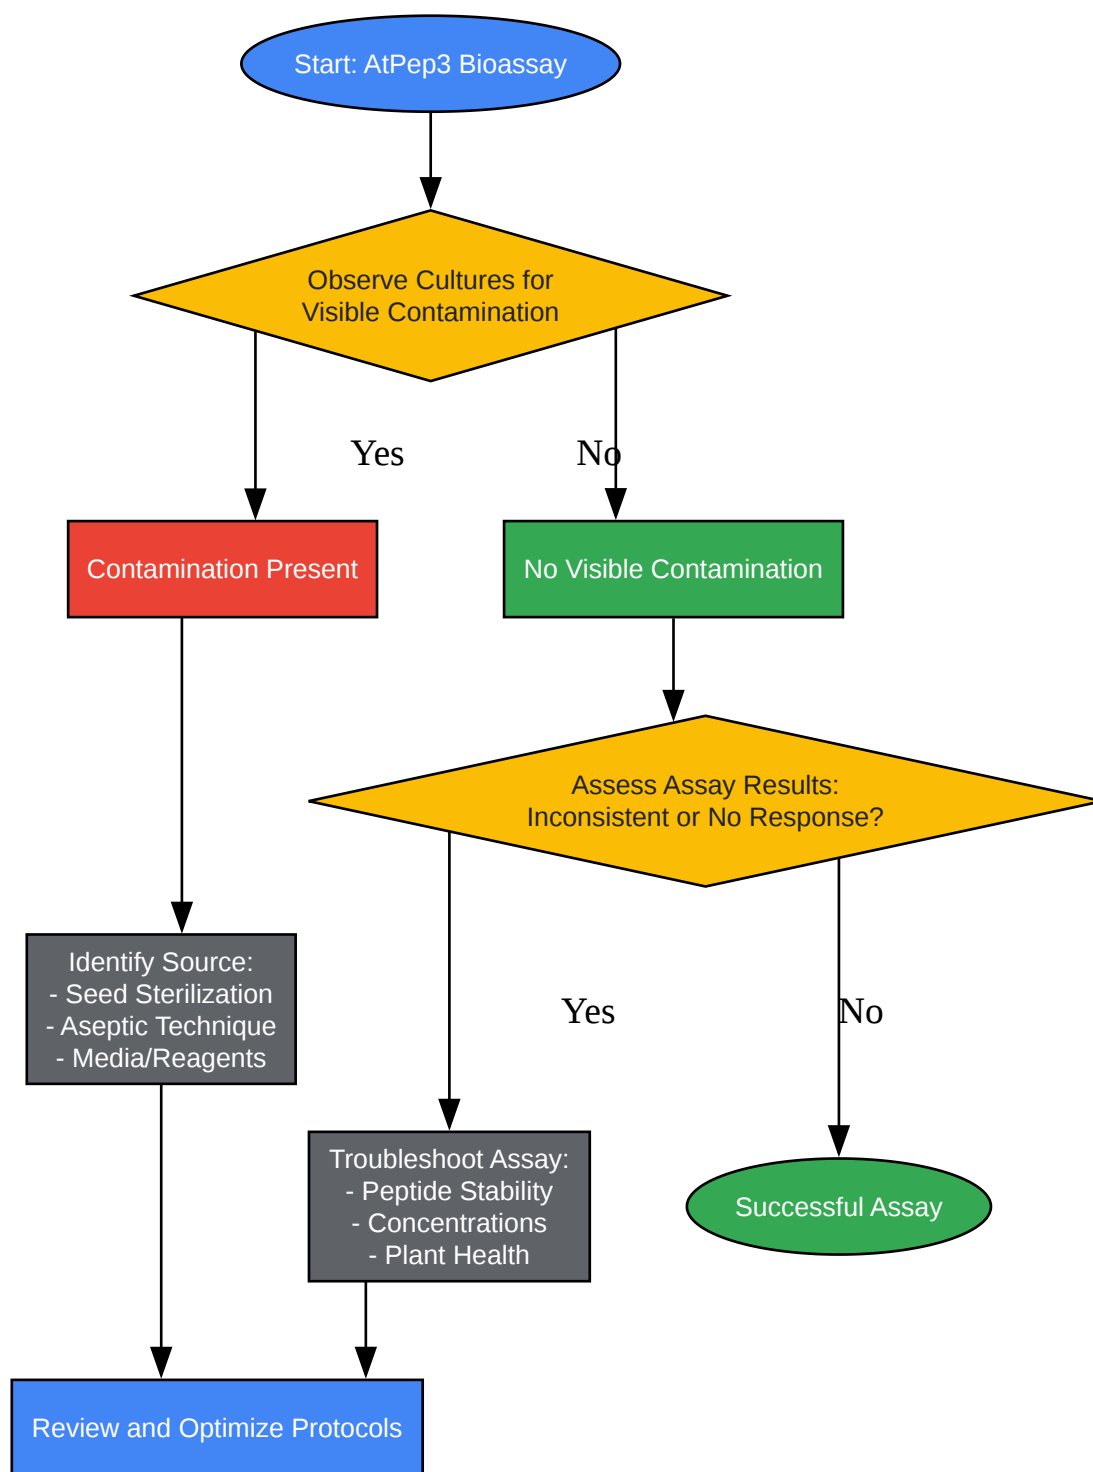 Start: AtPep3 Bioassay
Observe Cultures for
Visible Contamination
Yes
No
Contamination Present
No Visible Contamination
Assess Assay Results:
Inconsistent or No Response?
Identify Source:
- Seed Sterilization
- Aseptic Technique
- Media/Reagents
Yes
No
Troubleshoot Assay:
- Peptide Stability
- Concentrations
- Plant Health
Successful Assay
Review and Optimize Protocols